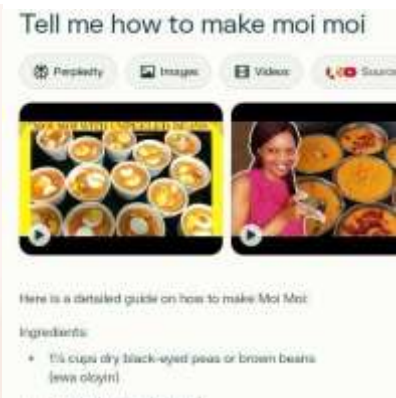 Tell me how to make moi moi
Perplexity
Images
Videos
Sources
Here is a detailed guide on how to make Moi Moi:
Ingredients:
• 1½ cups dry black-eyed peas or brown beans
(ewa oloyin)